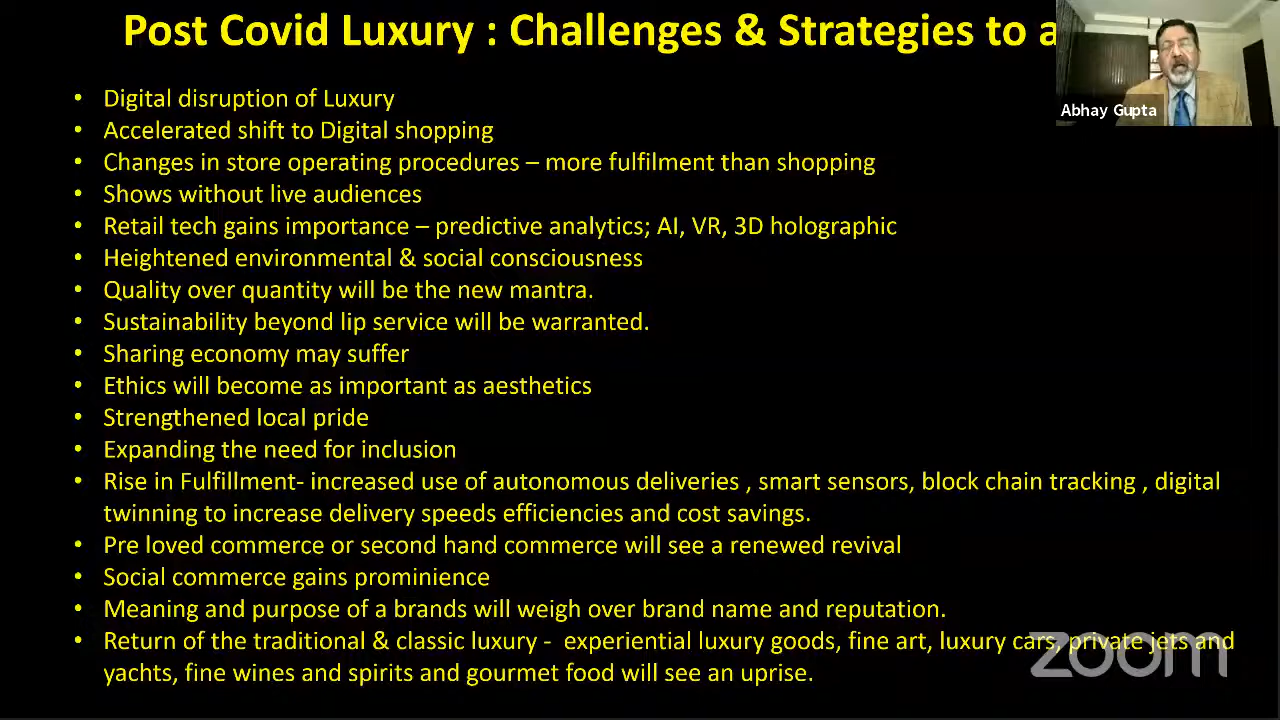 Post Covid Luxury : Challenges & Strategies to a
Abhay Gupta
• Digital disruption of Luxury
• Accelerated shift to Digital shopping
• Changes in store operating procedures – more fulfilment than shopping
• Shows without live audiences
• Retail tech gains importance – predictive analytics; AI, VR, 3D holographic
• Heightened environmental & social consciousness
• Quality over quantity will be the new mantra.
• Sustainability beyond lip service will be warranted.
• Sharing economy may suffer
• Ethics will become as important as aesthetics
• Strengthened local pride
• Expanding the need for inclusion
• Rise in Fulfillment- increased use of autonomous deliveries , smart sensors, block chain tracking , digital
twinning to increase delivery speeds efficiencies and cost savings.
• Pre loved commerce or second hand commerce will see a renewed revival
• Social commerce gains prominience
• Meaning and purpose of a brands will weigh over brand name and reputation.
• Return of the traditional & classic luxury - experiential luxury goods, fine art, luxury cars, private jets and
yachts, fine wines and spirits and gourmet food will see an uprise.
zoom